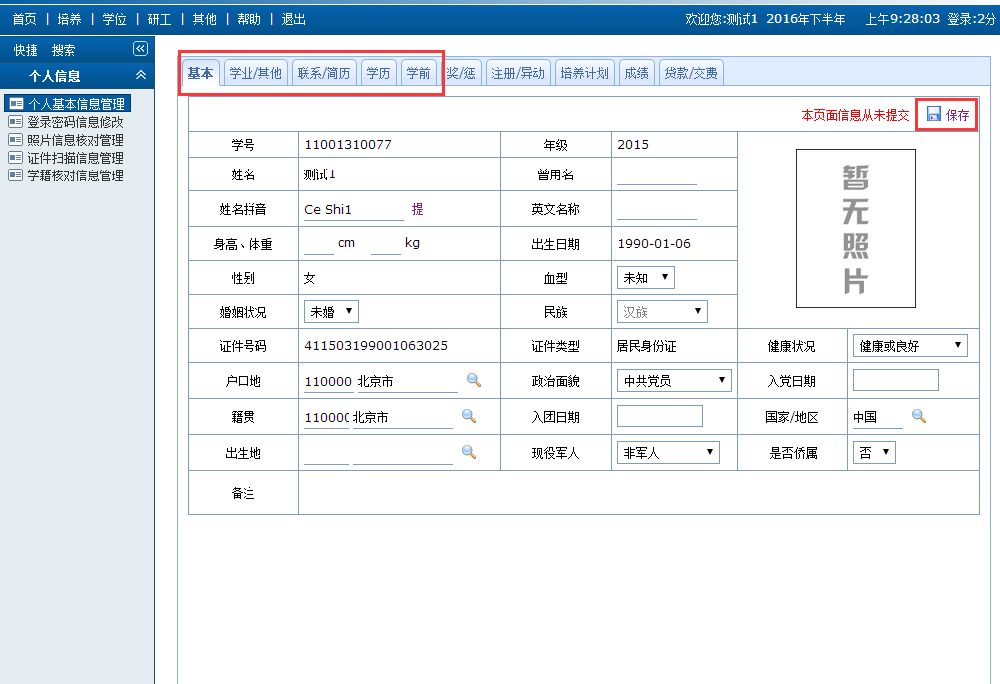 首页 | 培养 | 学位 | 研工 | 其他 | 帮助 | 退出
欢迎您:测试1 2016年下半年 上午9:28:03 登录:2分
快捷 搜索
个人信息
个人基本信息管理
登录密码信息修改
照片信息核对管理
证件扫描信息管理
学籍核对信息管理
基本 学业/其他 联系/简历 学历 学前 奖/惩 注册/异动 培养计划 成绩 贷款/交费
本页面信息从未提交 保存
学号 11001310077 年级 2015
姓名 测试1 曾用名
姓名拼音 Ce Shi1 提 英文名称
身高、体重 cm kg 出生日期 1990-01-06
性别 女 血型 未知
婚姻状况 未婚 民族 汉族
暂无照片
证件号码 411503199001063025 证件类型 居民身份证 健康状况 健康或良好
户口地 110000 北京市 政治面貌 中共党员 入党日期
籍贯 110000 北京市 入团日期 国家/地区 中国
出生地 现役军人 非军人 是否侨属 否
备注